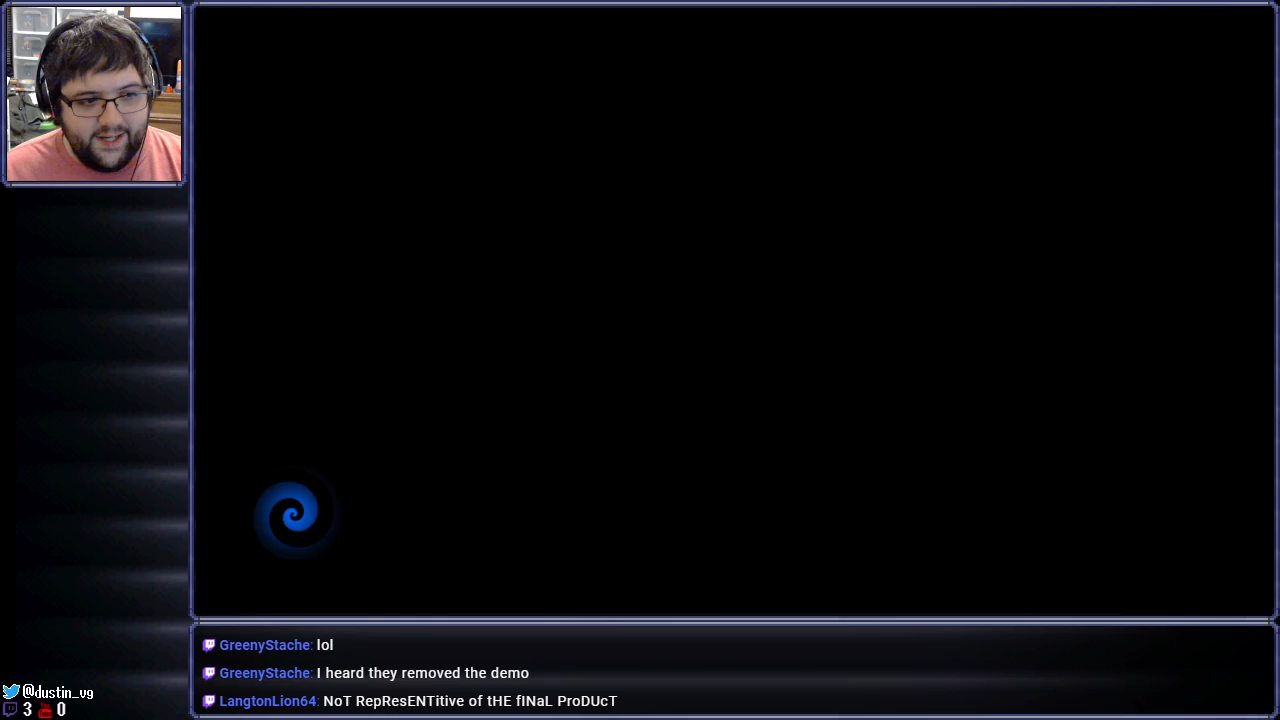 GreenyStache: lol
GreenyStache: I heard they removed the demo
LangtonLion64: NoT RepResENTitive of tHE fINaL ProDUcT
@dustin_vg
3 0